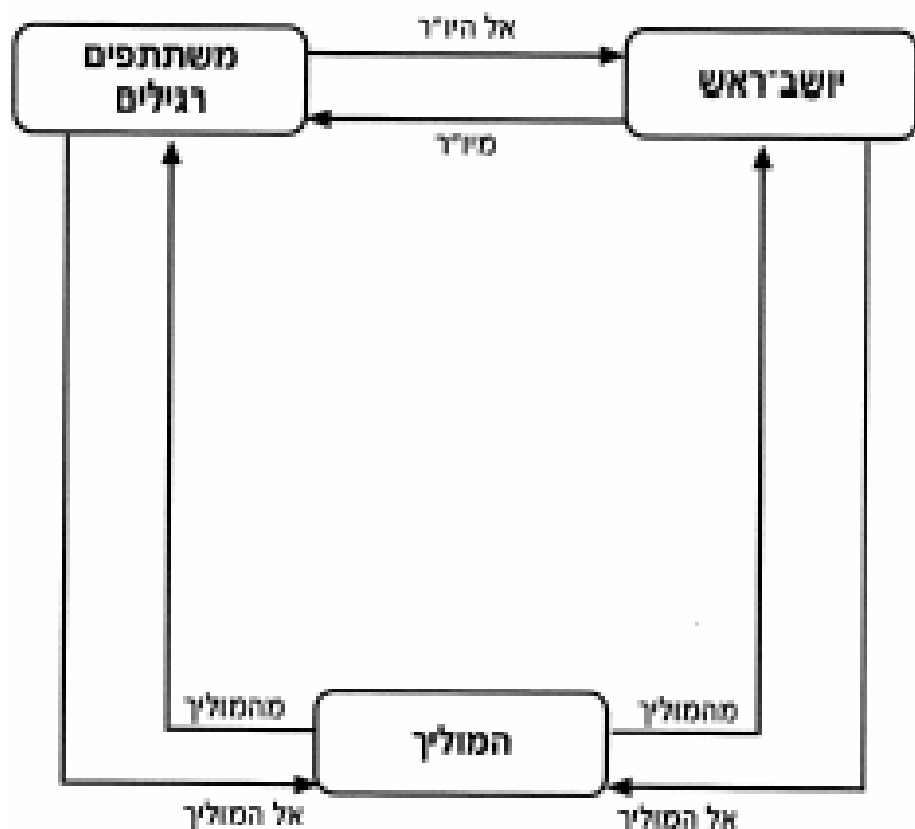 אל היו"ר
יושב־ראש
משתתפים
רגילים
מיו"ר
מהמוליך
מהמוליך
המוליך
אל המוליך
אל המוליך